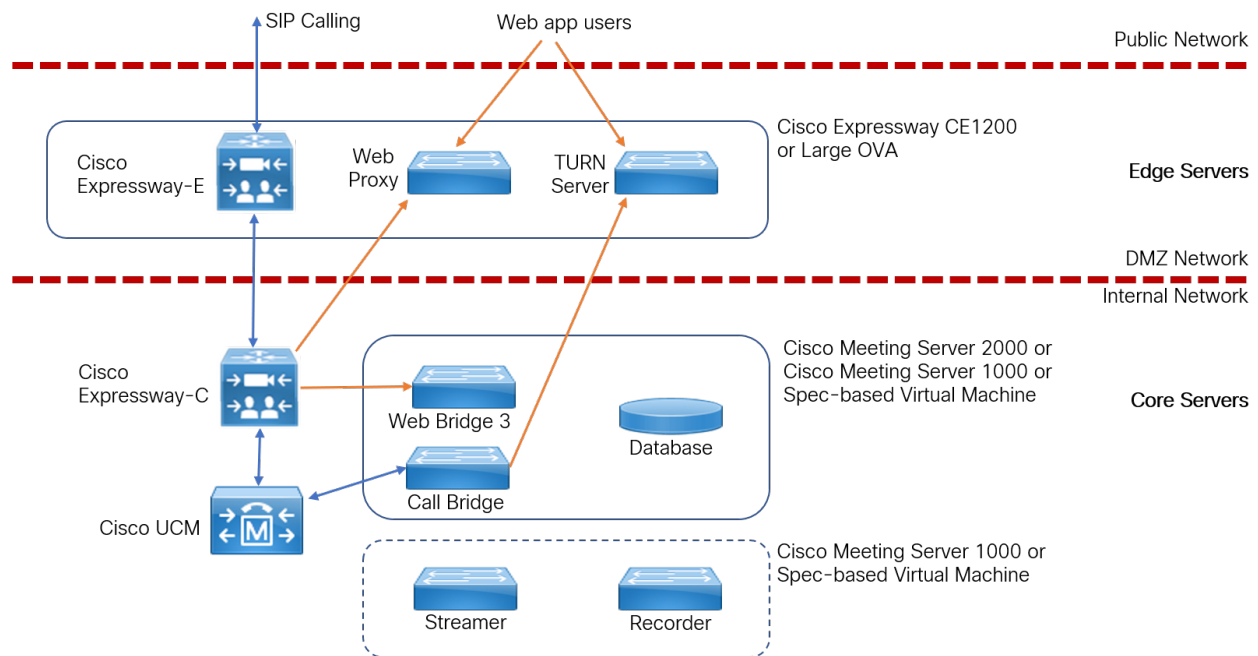 SIP Calling
Web app users
Public Network
Cisco
Expressway-E
Web
Proxy
TURN
Server
Cisco Expressway CE1200
or Large OVA
Edge Servers
DMZ Network
Internal Network
Cisco
Expressway-C
Web Bridge 3
Call Bridge
Database
Cisco Meeting Server 2000 or
Cisco Meeting Server 1000 or
Spec-based Virtual Machine
Core Servers
Cisco UCM
M
Cisco Meeting Server 1000 or
Spec-based Virtual Machine
Streamer
Recorder